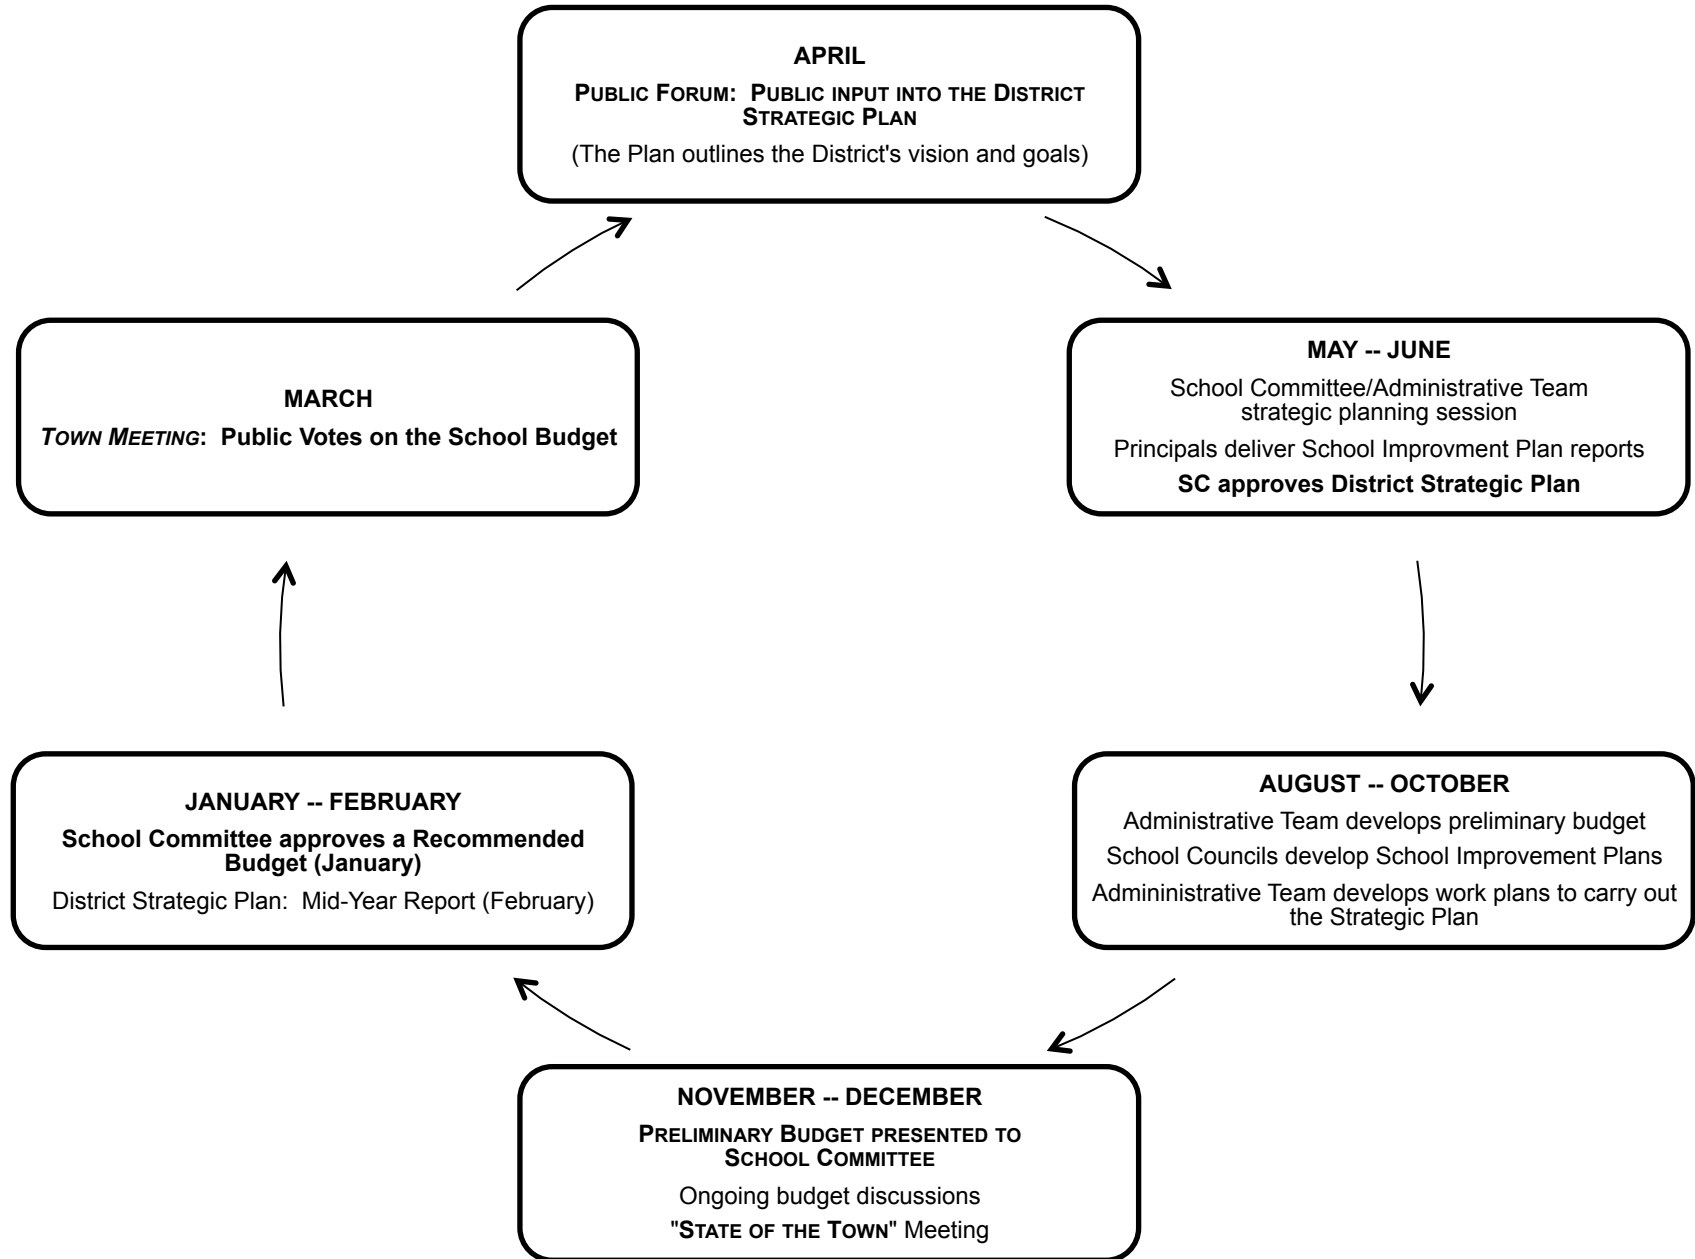 APRIL
PUBLIC FORUM: PUBLIC INPUT INTO THE DISTRICT
STRATEGIC PLAN
(The Plan outlines the District's vision and goals)
MAY -- JUNE
School Committee/Administrative Team
strategic planning session
Principals deliver School Improvment Plan reports
SC approves District Strategic Plan
AUGUST -- OCTOBER
Administrative Team develops preliminary budget
School Councils develop School Improvement Plans
Admininistrative Team develops work plans to carry out
the Strategic Plan
NOVEMBER -- DECEMBER
PRELIMINARY BUDGET PRESENTED TO
SCHOOL COMMITTEE
Ongoing budget discussions
"STATE OF THE TOWN" Meeting
JANUARY -- FEBRUARY
School Committee approves a Recommended
Budget (January)
District Strategic Plan: Mid-Year Report (February)
MARCH
TOWN MEETING: Public Votes on the School Budget